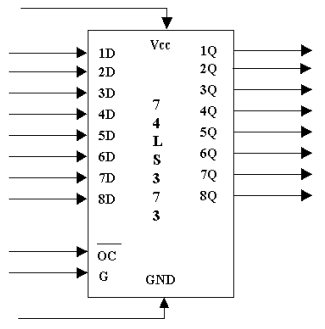 Vcc
1D 1Q
2D 2Q
3D 3Q
4D 4Q
5D 5Q
6D 6Q
7D 7Q
8D 8Q
7
4
L
S
3
7
3
OC
G
GND